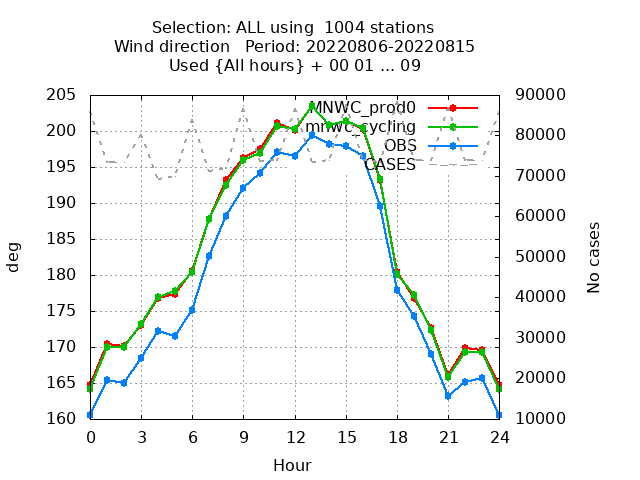 Selection: ALL using  1004 stations
Wind direction   Period: 20220806-20220815
Used {All hours} + 00 01 ... 09
205
200
195
190
185
180
175
170
165
160
deg
90000
80000
70000
60000
50000
40000
30000
20000
10000
No cases
MNWC_prod0
mnwc_cycling
OBS
CASES
0 3 6 9 12 15 18 21 24
Hour